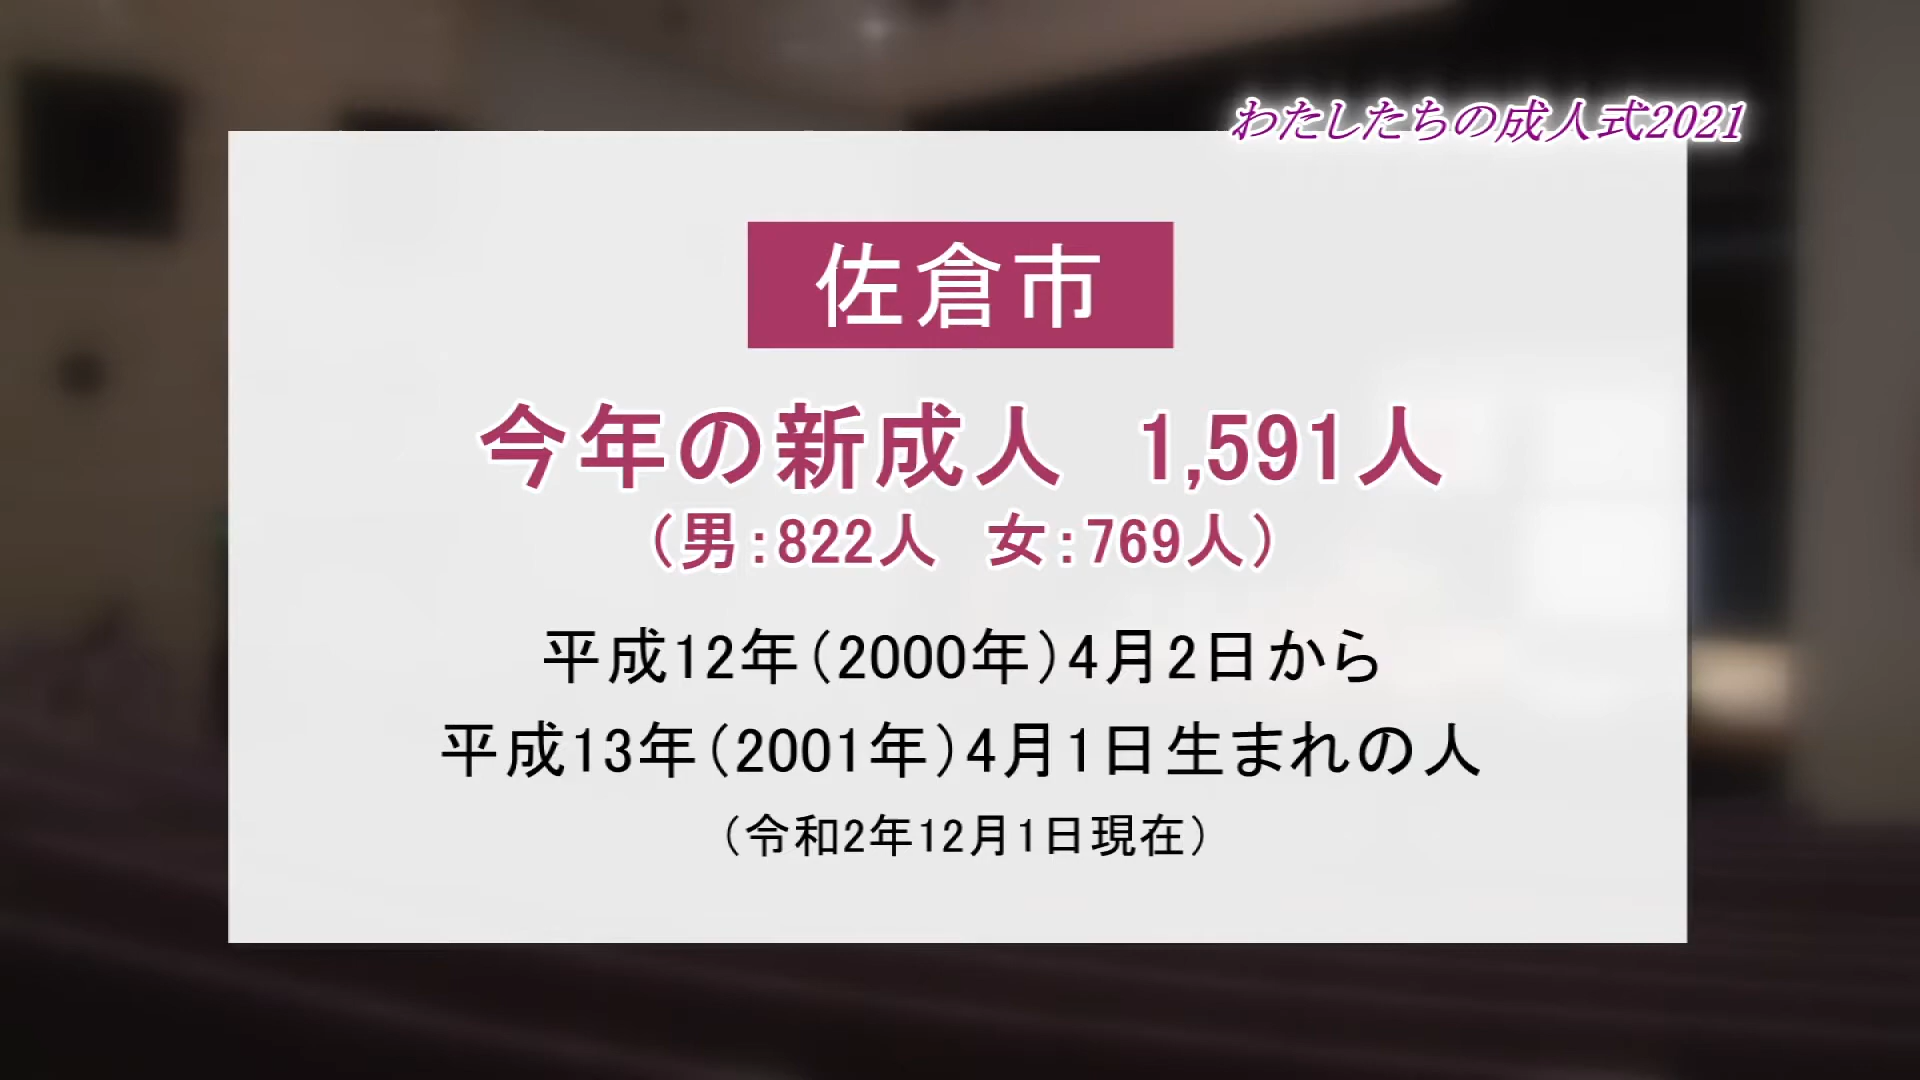 わたしたちの成人式2021
佐倉市
今年の新成人　1,591人
（男：822人　女：769人）
平成12年（2000年）4月2日から
平成13年（2001年）4月1日生まれの人
（令和2年12月1日現在）